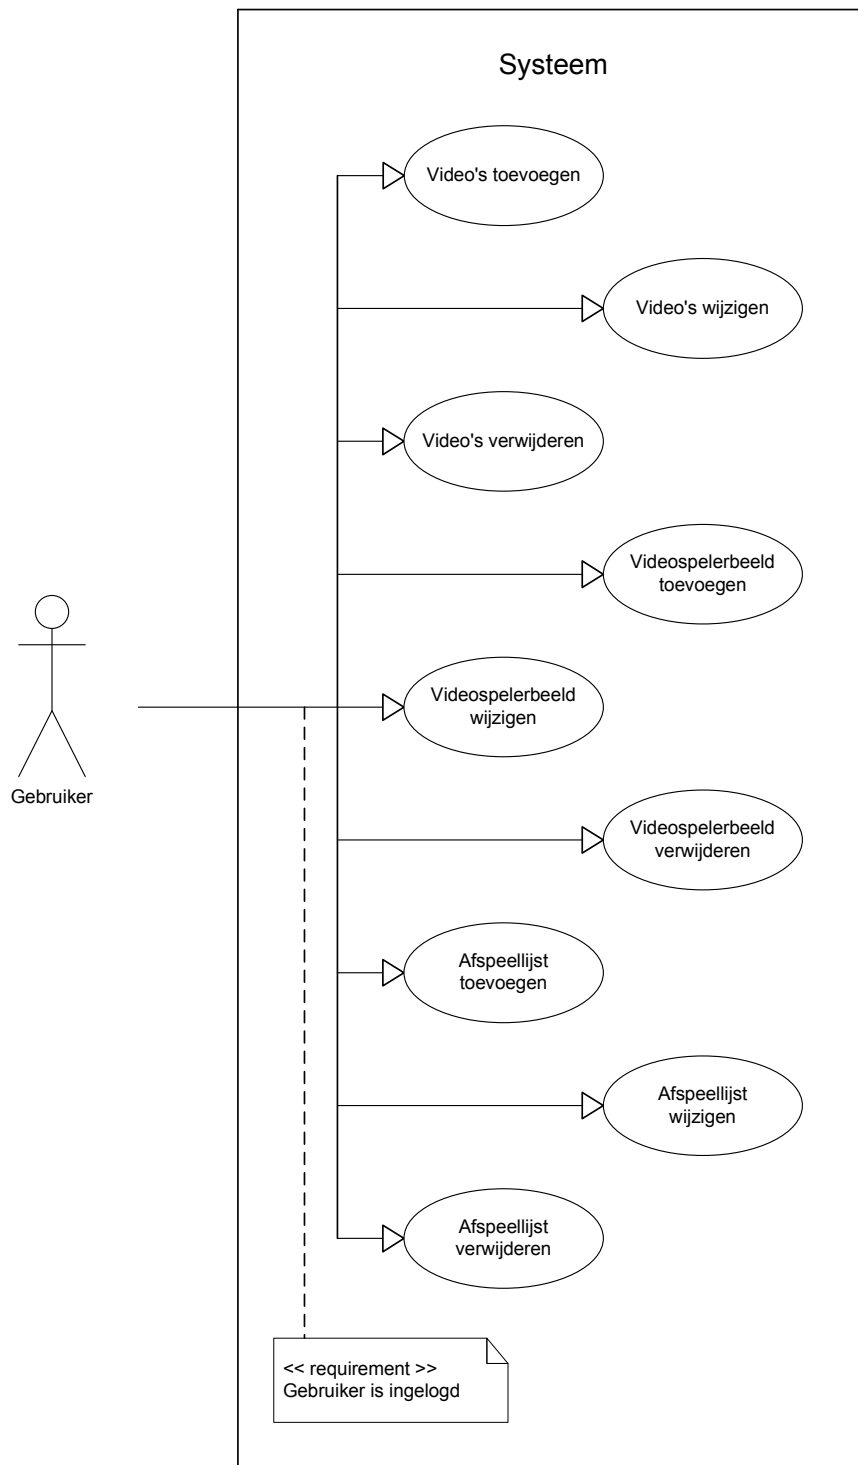 Systeem
Video's toevoegen
Video's wijzigen
Video's verwijderen
Videospelerbeeld
toevoegen
Videospelerbeeld
wijzigen
Gebruiker
Videospelerbeeld
verwijderen
Afspeellijst
toevoegen
Afspeellijst
wijzigen
Afspeellijst
verwijderen
<< requirement >>
Gebruiker is ingelogd